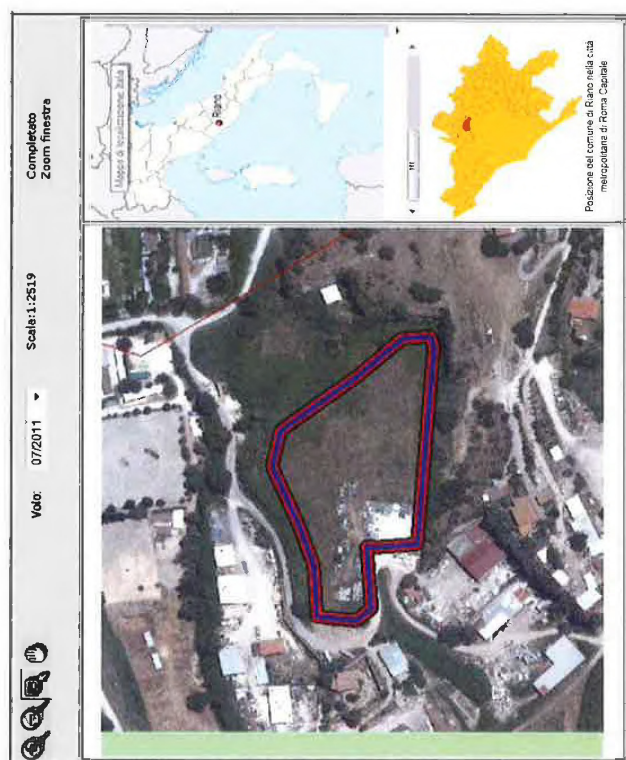 Volo: 07/2011 Scala:1:2519 Completato
Zoom finestra
Mappa di localizzazione: Italia
Riano
Posizione del comune di Riano nella città
metropolitana di Roma Capitale